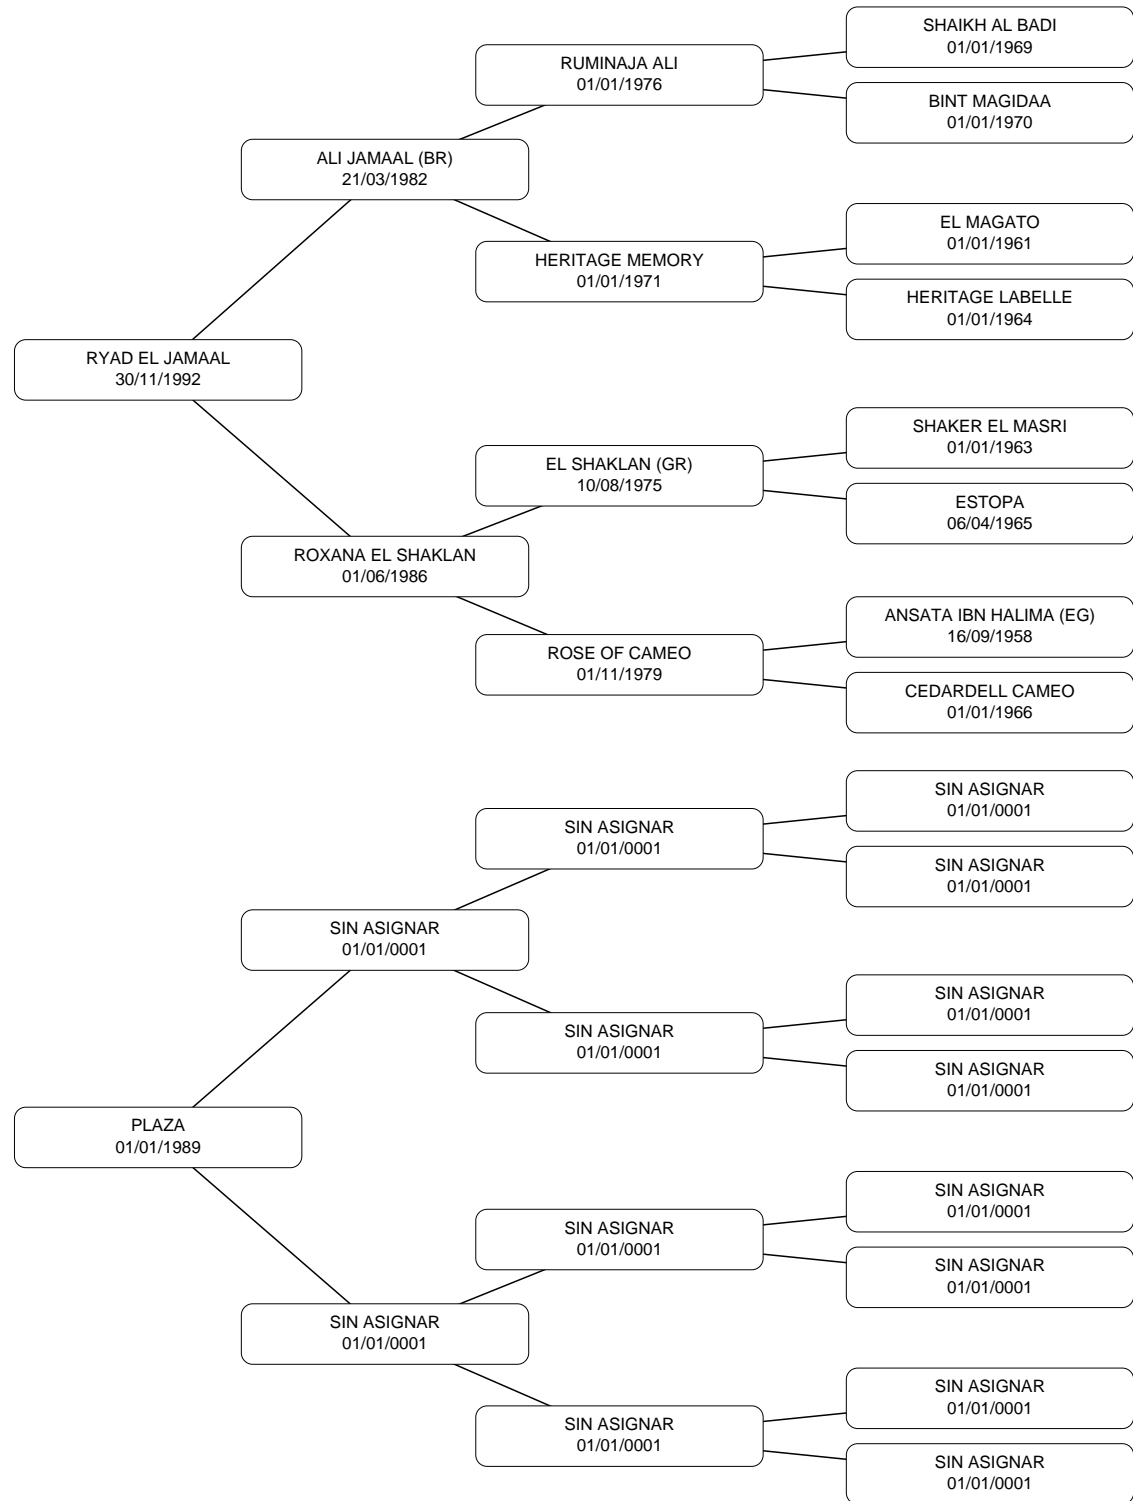 SHAIKH AL BADI
01/01/1969
RUMINAJA ALI
01/01/1976
BINT MAGIDAA
01/01/1970
ALI JAMAAL (BR)
21/03/1982
EL MAGATO
01/01/1961
HERITAGE MEMORY
01/01/1971
HERITAGE LABELLE
01/01/1964
RYAD EL JAMAAL
30/11/1992
SHAKER EL MASRI
01/01/1963
EL SHAKLAN (GR)
10/08/1975
ESTOPA
06/04/1965
ROXANA EL SHAKLAN
01/06/1986
ANSATA IBN HALIMA (EG)
16/09/1958
ROSE OF CAMEO
01/11/1979
CEDARDELL CAMEO
01/01/1966
SIN ASIGNAR
01/01/0001
SIN ASIGNAR
01/01/0001
SIN ASIGNAR
01/01/0001
SIN ASIGNAR
01/01/0001
SIN ASIGNAR
01/01/0001
SIN ASIGNAR
01/01/0001
SIN ASIGNAR
01/01/0001
PLAZA
01/01/1989
SIN ASIGNAR
01/01/0001
SIN ASIGNAR
01/01/0001
SIN ASIGNAR
01/01/0001
SIN ASIGNAR
01/01/0001
SIN ASIGNAR
01/01/0001
SIN ASIGNAR
01/01/0001
SIN ASIGNAR
01/01/0001